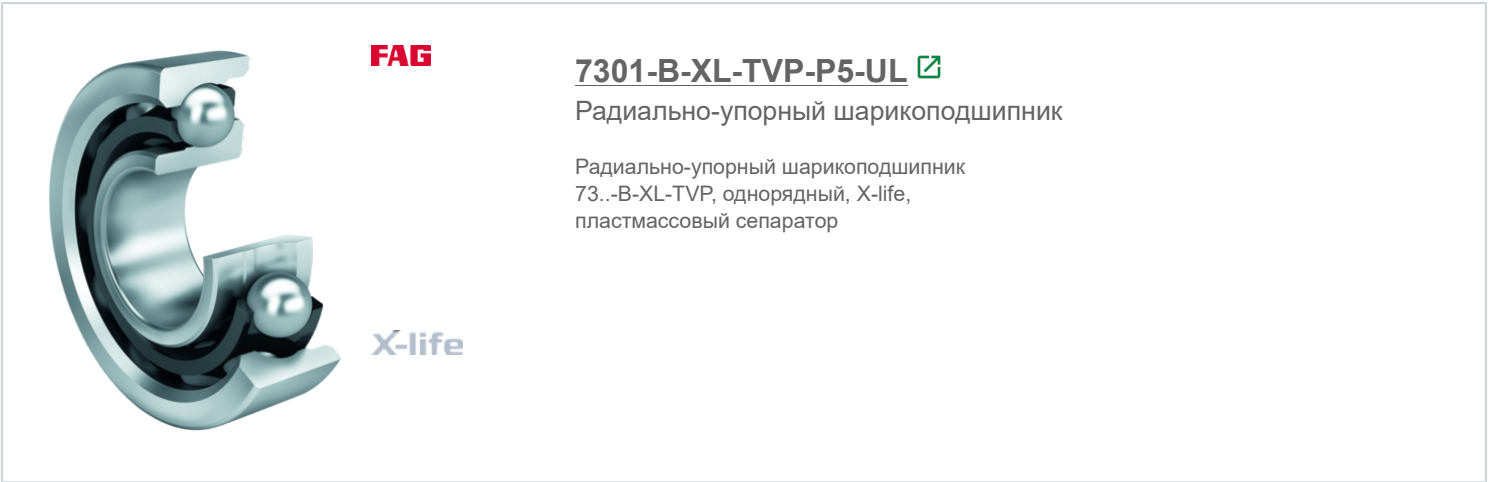 FAG
7301-B-XL-TVP-P5-UL
Радиально-упорный шарикоподшипник
Радиально-упорный шарикоподшипник
73..-B-XL-TVP, однорядный, X-life,
пластмассовый сепаратор
X-life